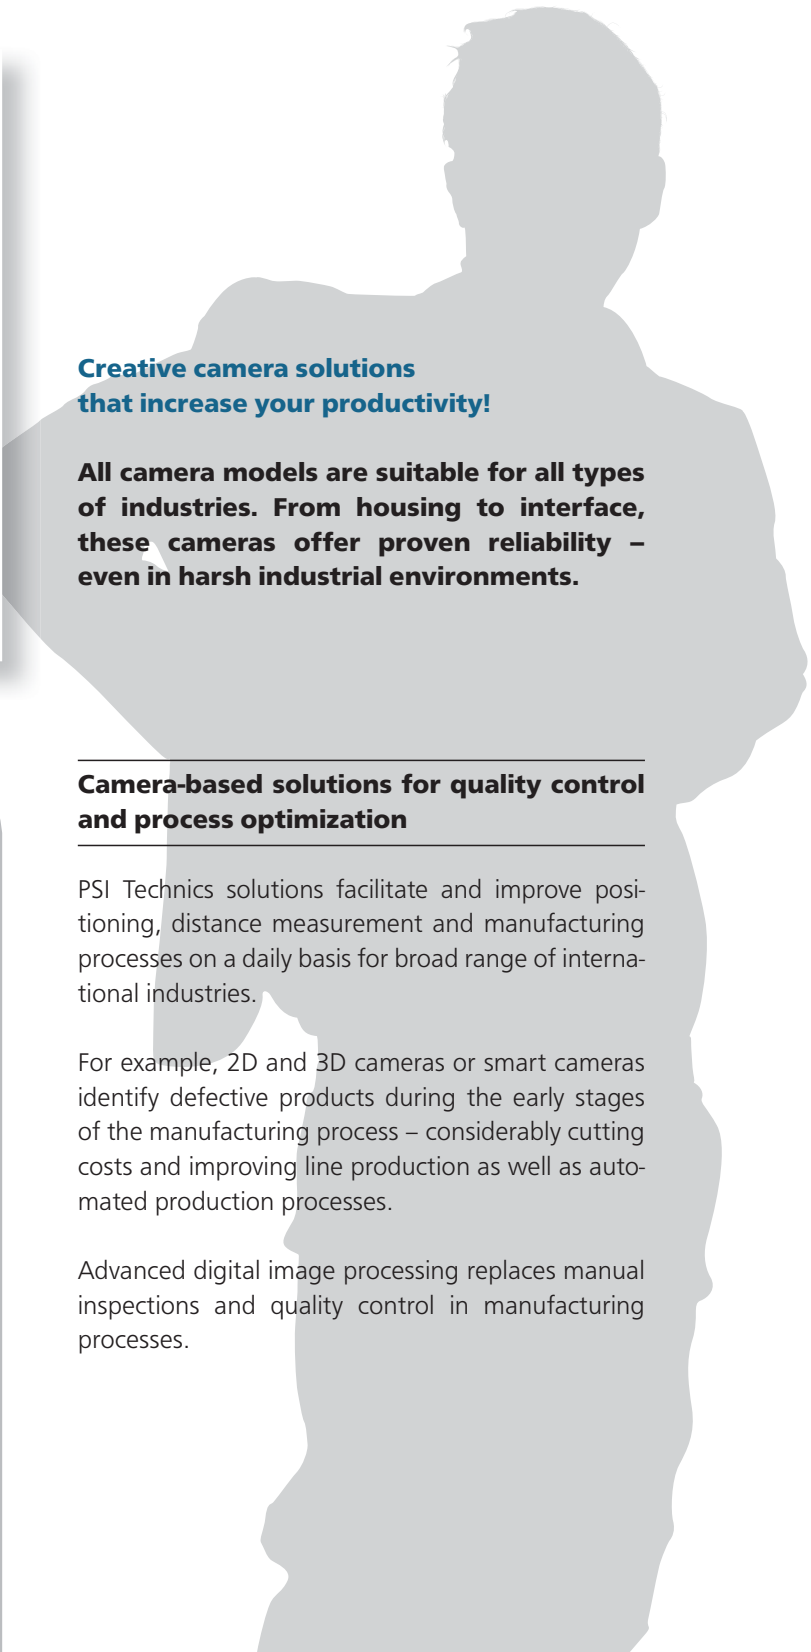 Creative camera solutions
that increase your productivity!
All camera models are suitable for all types
of industries. From housing to interface,
these cameras offer proven reliability –
even in harsh industrial environments.
Camera-based solutions for quality control
and process optimization
PSI Technics solutions facilitate and improve posi-
tioning, distance measurement and manufacturing
processes on a daily basis for broad range of interna-
tional industries.
For example, 2D and 3D cameras or smart cameras
identify defective products during the early stages
of the manufacturing process – considerably cutting
costs and improving line production as well as auto-
mated production processes.
Advanced digital image processing replaces manual
inspections and quality control in manufacturing
processes.